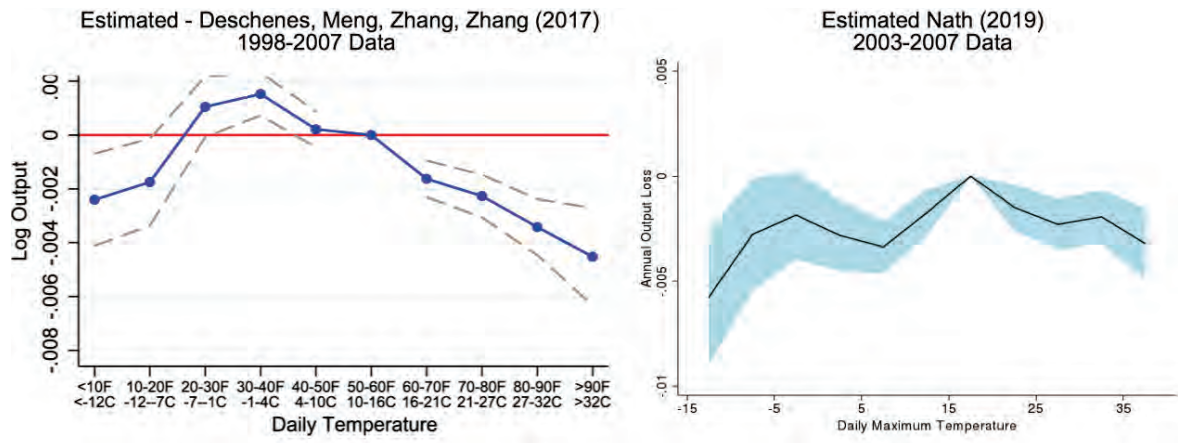 Estimated - Deschenes, Meng, Zhang, Zhang (2017)
1998-2007 Data
Log Output
.00
0
-.002
-.004
-.006
-.008
<10F 10-20F 20-30F 30-40F 40-50F 50-60F 60-70F 70-80F 80-90F >90F
<-12C -12--7C -7--1C -1-4C 4-10C 10-16C 16-21C 21-27C 27-32C >32C
Daily Temperature
Estimated Nath (2019)
2003-2007 Data
Annual Output Loss
.005
0
-.005
-.01
-15 -5 5 15 25 35
Daily Maximum Temperature